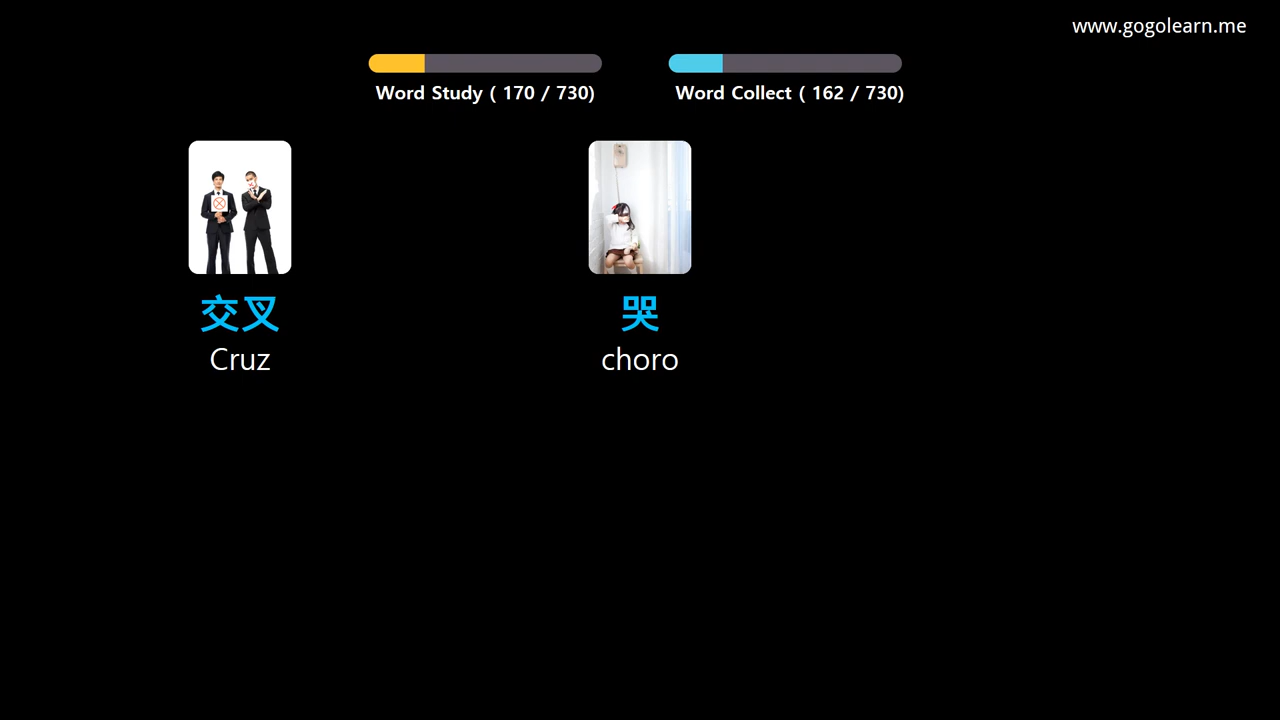 www.gogolearn.me
Word Study ( 170 / 730)
Word Collect ( 162 / 730)
交叉
Cruz
哭
choro